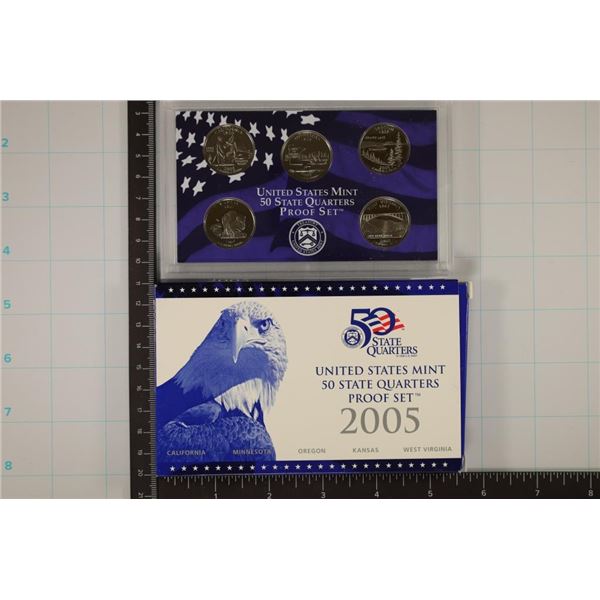 UNITED STATES MINT
50 STATE QUARTERS
PROOF SET™
50
STATE
QUARTERS
UNITED STATES MINT
50 STATE QUARTERS
PROOF SET™
2005
CALIFORNIA MINNESOTA OREGON KANSAS WEST VIRGINIA
2
3
4
5
6
7
8
1 2 3 4 5 6 7 8